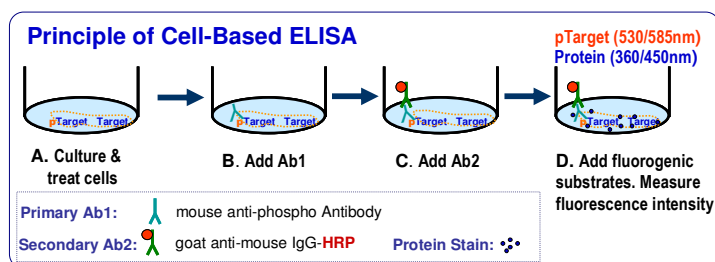 Principle of Cell-Based ELISA
pTarget (530/585nm)
Protein (360/450nm)
pTarget Target
pTarget Target
pTarget Target
pTarget Target
A. Culture &
treat cells
B. Add Ab1
C. Add Ab2
D. Add fluorogenic
substrates. Measure
fluorescence intensity
Primary Ab1: mouse anti-phospho Antibody
Secondary Ab2: goat anti-mouse IgG-HRP Protein Stain: